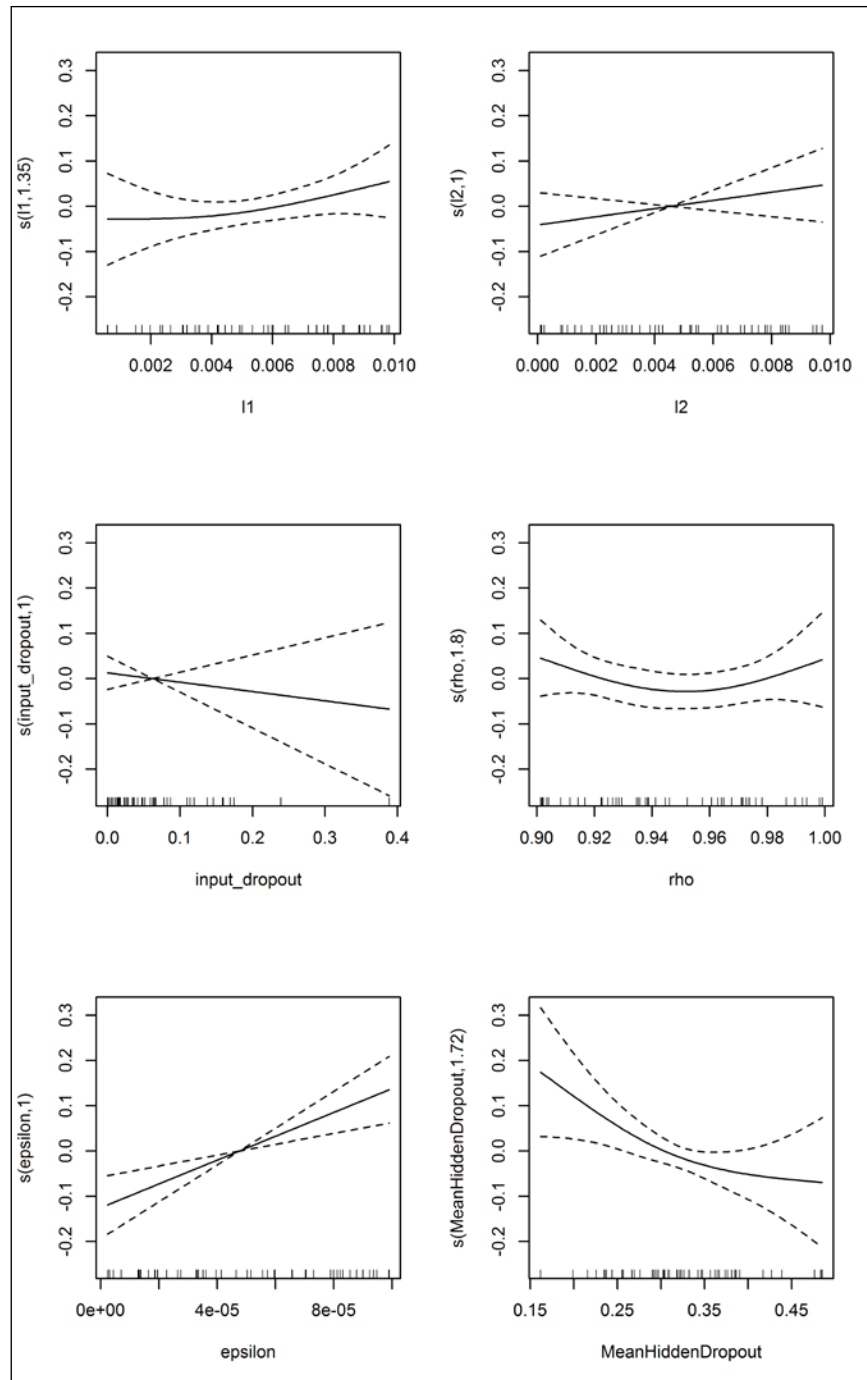 0.3
0.2
0.1
0.0
-0.1
-0.2
s(l1,1.35)
0.002 0.004 0.006 0.008 0.010
l1
0.3
0.2
0.1
0.0
-0.1
-0.2
s(l2,1)
0.000 0.002 0.004 0.006 0.008 0.010
l2
0.3
0.2
0.1
0.0
-0.1
-0.2
s(input_dropout,1)
0.0 0.1 0.2 0.3 0.4
input_dropout
0.3
0.2
0.1
0.0
-0.1
-0.2
s(rho,1.8)
0.90 0.92 0.94 0.96 0.98 1.00
rho
0.3
0.2
0.1
0.0
-0.1
-0.2
s(epsilon,1)
0e+00 4e-05 8e-05
epsilon
0.3
0.2
0.1
0.0
-0.1
-0.2
s(MeanHiddenDropout,1.72)
0.15 0.25 0.35 0.45
MeanHiddenDropout